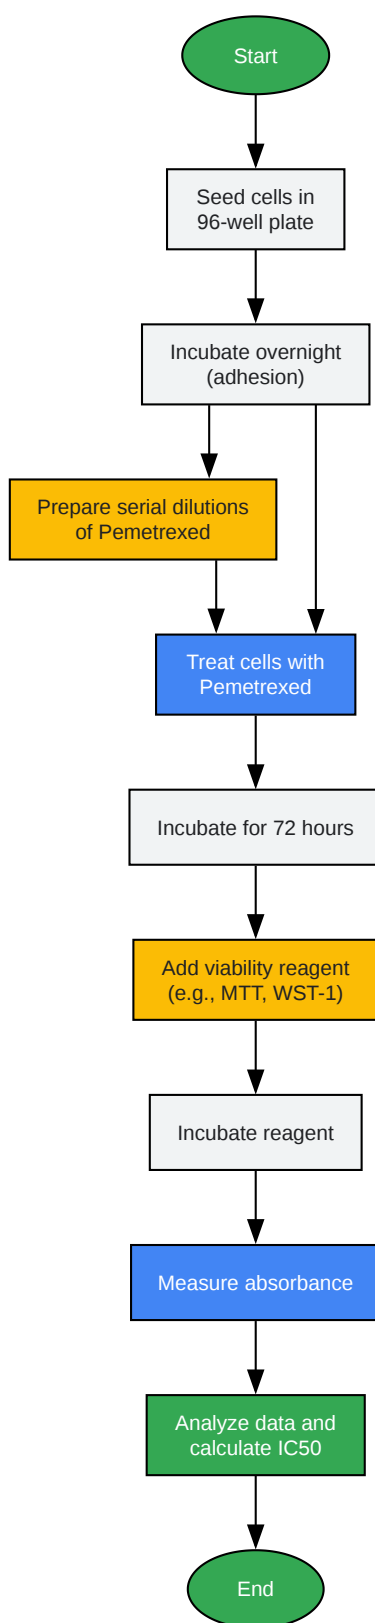 Start
Seed cells in
96-well plate
Incubate overnight
(adhesion)
Prepare serial dilutions
of Pemetrexed
Treat cells with
Pemetrexed
Incubate for 72 hours
Add viability reagent
(e.g., MTT, WST-1)
Incubate reagent
Measure absorbance
Analyze data and
calculate IC50
End